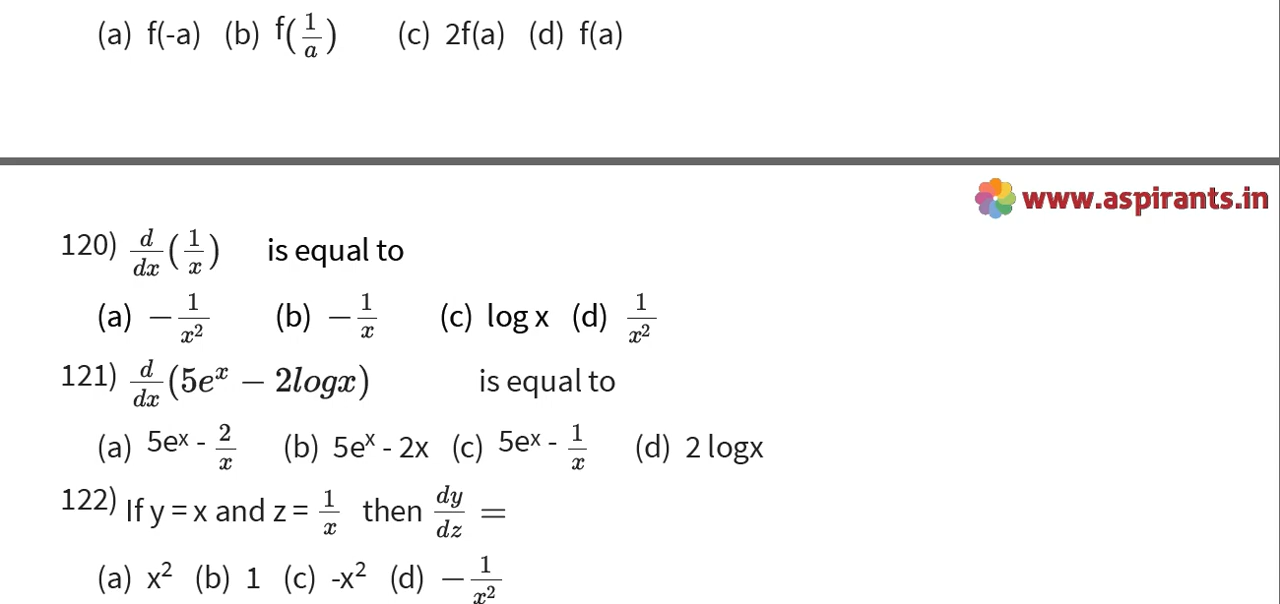 (a) f(-a) (b) f(1/a) (c) 2f(a) (d) f(a)
www.aspirants.in
120) d/dx(1/x) is equal to
(a) −1/x² (b) −1/x (c) log x (d) 1/x²
121) d/dx(5eˣ − 2logx) is equal to
(a) 5eˣ - 2/x (b) 5eˣ - 2x (c) 5eˣ - 1/x (d) 2 logx
122) If y = x and z = 1/x then dy/dz =
(a) x² (b) 1 (c) -x² (d) −1/x²